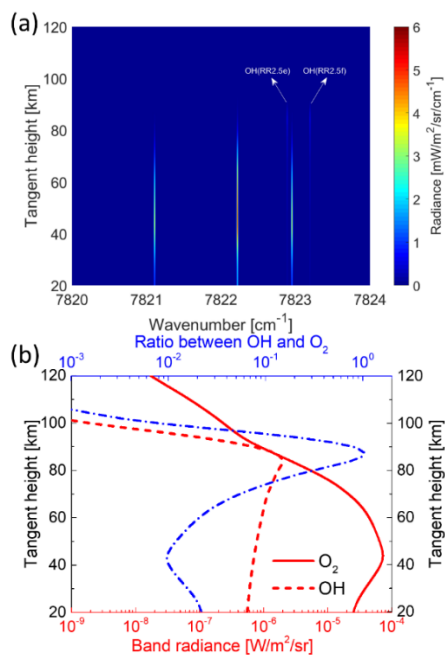 (a)
OH(RR2.5e) OH(RR2.5f)
120
100
80
60
40
20
Tangent height [km]
7820 7821 7822 7823 7824
Wavenumber [cm⁻¹]
6
5
4
3
2
1
0
Radiance [mW/m²/sr/cm⁻¹]
(b)
Ratio between OH and O₂
10⁻³ 10⁻² 10⁻¹ 10⁰
120 120
100 100
80 80
60 60
40 40
20 20
Tangent height [km]
Tangent height [km]
O₂
OH
10⁻⁹ 10⁻⁸ 10⁻⁷ 10⁻⁶ 10⁻⁵ 10⁻⁴
Band radiance [W/m²/sr]